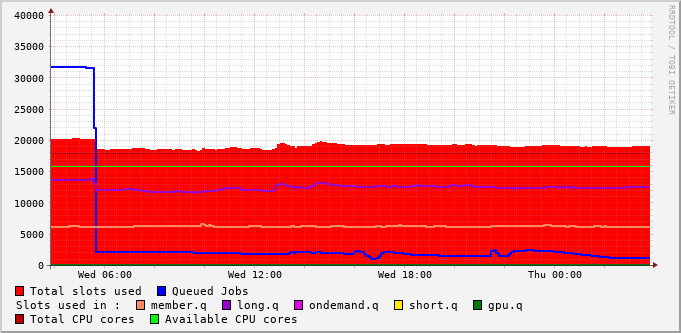 40000
35000
30000
25000
20000
15000
10000
5000
0
Wed 06:00 Wed 12:00 Wed 18:00 Thu 00:00
RRDTOOL / TOBI OETIKER
Total slots used Queued Jobs
Slots used in : member.q long.q ondemand.q short.q gpu.q
Total CPU cores Available CPU cores